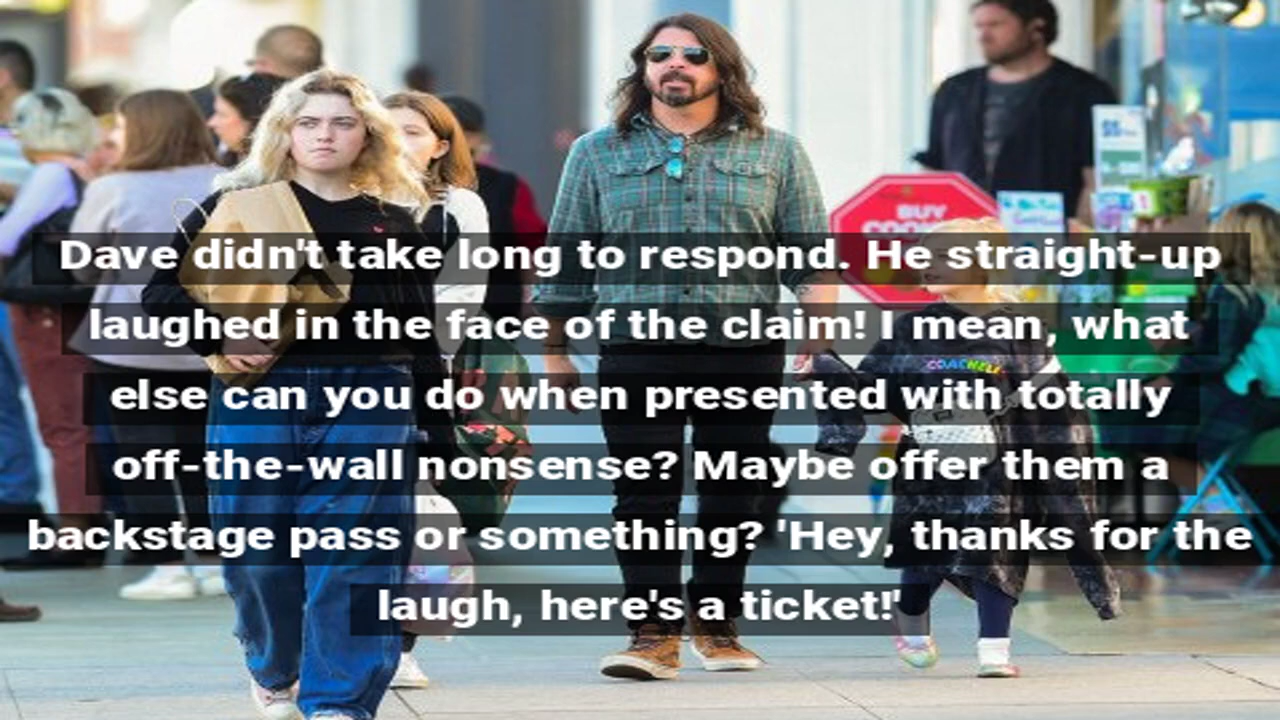 Dave didn't take long to respond. He straight-up
laughed in the face of the claim! I mean, what
else can you do when presented with totally
off-the-wall nonsense? Maybe offer them a
backstage pass or something? 'Hey, thanks for the
laugh, here's a ticket!'
BUY